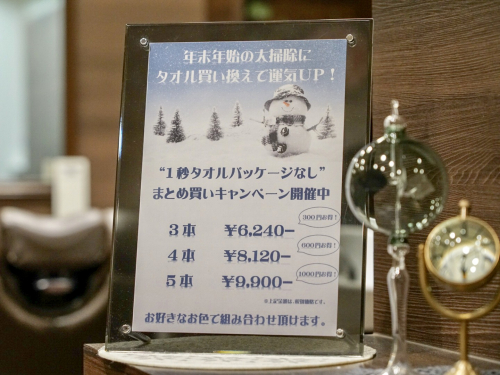 年末年始の大掃除に
タオル買い換えて運気UP！
“1秒タオルパッケージなし”
まとめ買いキャンペーン開催中
3本 ¥6,240−
300円お得！
4本 ¥8,120−
600円お得！
5本 ¥9,900−
1000円お得！
お好きなお色で組み合わせ頂けます。